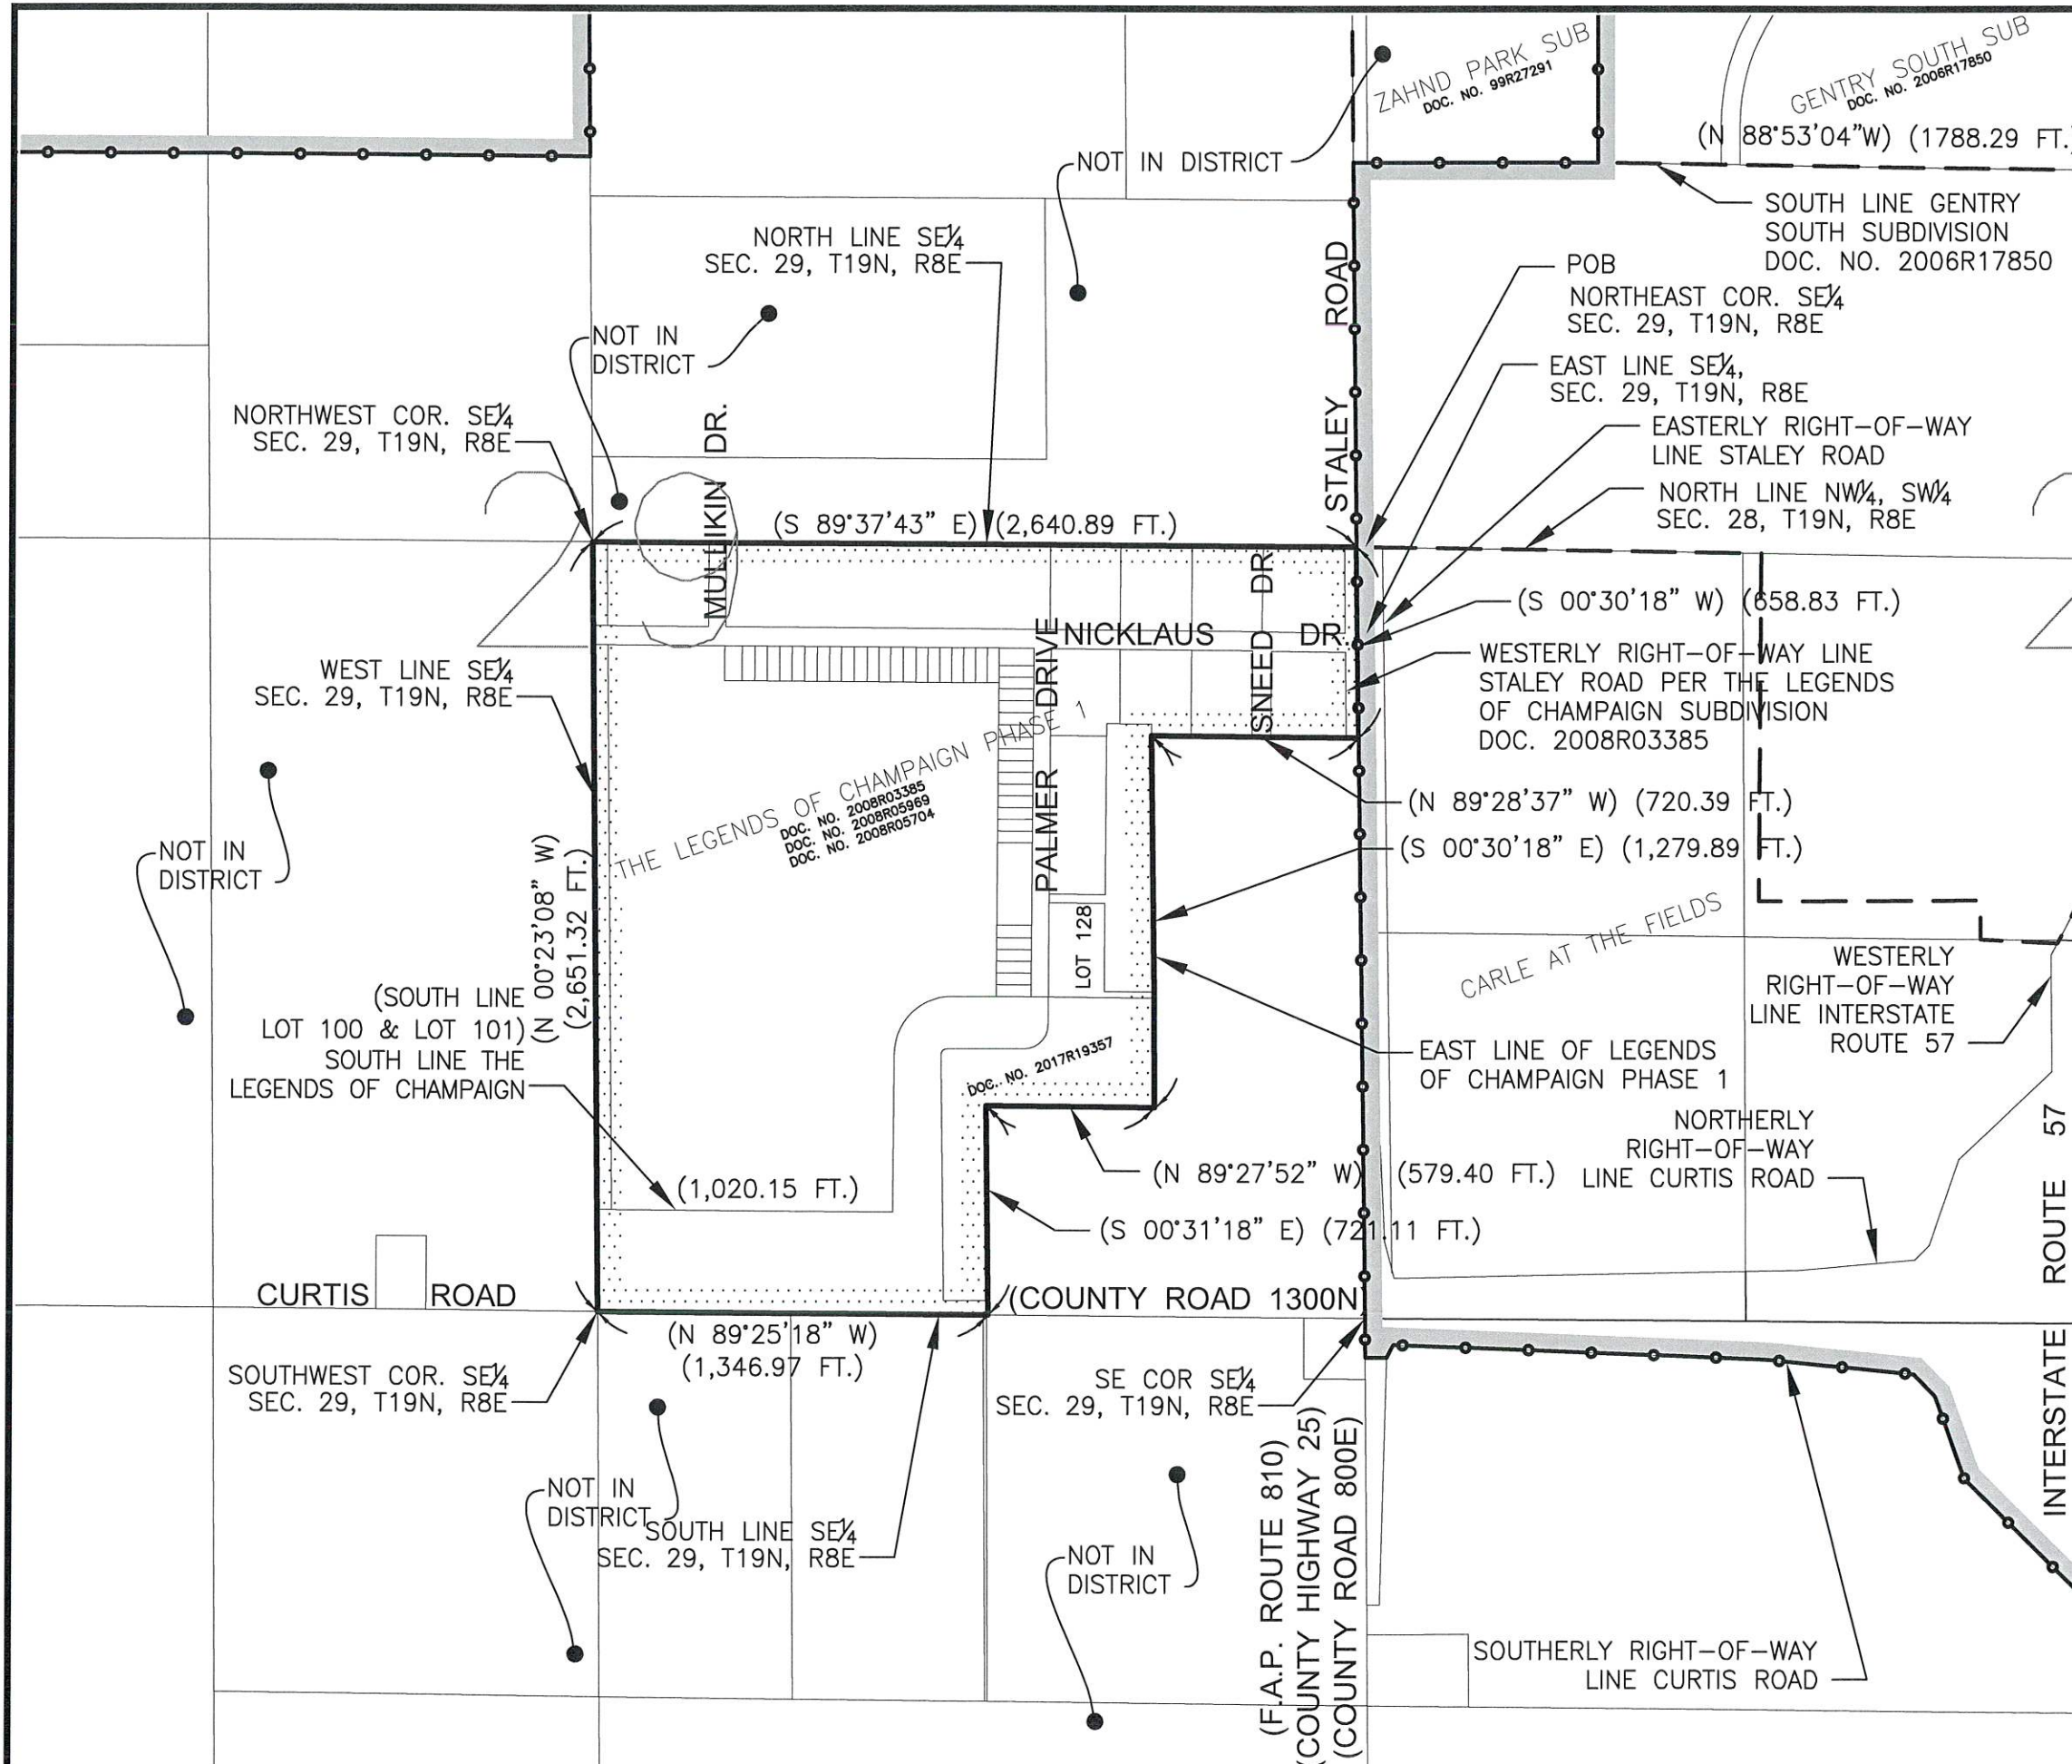 ZAHND PARK SUB
DOC. NO. 99R27291
GENTRY SOUTH SUB
DOC. NO. 2006R17850
(N 88°53'04"W) (1788.29 FT.)
NOT IN DISTRICT
SOUTH LINE GENTRY
SOUTH SUBDIVISION
DOC. NO. 2006R17850
NORTH LINE SE¼
SEC. 29, T19N, R8E
STALEY ROAD
POB
NORTHEAST COR. SE¼
SEC. 29, T19N, R8E
NOT IN
DISTRICT
EAST LINE SE¼,
SEC. 29, T19N, R8E
NORTHWEST COR. SE¼
SEC. 29, T19N, R8E
MULLIKIN DR.
EASTERLY RIGHT-OF-WAY
LINE STALEY ROAD
NORTH LINE NW¼, SW¼
SEC. 28, T19N, R8E
(S 89°37'43" E) (2,640.89 FT.)
(S 00°30'18" W) (658.83 FT.)
NICKLAUS DR.
SNEED DR
PALMER DRIVE
WESTERLY RIGHT-OF-WAY LINE
STALEY ROAD PER THE LEGENDS
OF CHAMPAIGN SUBDIVISION
DOC. 2008R03385
WEST LINE SE¼
SEC. 29, T19N, R8E
THE LEGENDS OF CHAMPAIGN PHASE 1
DOC. NO. 2008R03385
DOC. NO. 2008R05969
DOC. NO. 2008R05704
(N 89°28'37" W) (720.39 FT.)
(S 00°30'18" E) (1,279.89 FT.)
NOT IN
DISTRICT
(N 00°23'08" W)
(2,651.32 FT.)
LOT 128
CARLE AT THE FIELDS
WESTERLY
RIGHT-OF-WAY
LINE INTERSTATE
ROUTE 57
(SOUTH LINE
LOT 100 & LOT 101)
SOUTH LINE THE
LEGENDS OF CHAMPAIGN
DOC. NO. 2017R19357
EAST LINE OF LEGENDS
OF CHAMPAIGN PHASE 1
NORTHERLY
RIGHT-OF-WAY
LINE CURTIS ROAD
(N 89°27'52" W) (579.40 FT.)
(1,020.15 FT.)
(S 00°31'18" E) (721.11 FT.)
INTERSTATE ROUTE 57
CURTIS ROAD
(COUNTY ROAD 1300N
(N 89°25'18" W)
(1,346.97 FT.)
SOUTHWEST COR. SE¼
SEC. 29, T19N, R8E
SE COR SE¼
SEC. 29, T19N, R8E
NOT IN
DISTRICT
SOUTH LINE SE¼
SEC. 29, T19N, R8E
NOT IN
DISTRICT
(F.A.P. ROUTE 810)
(COUNTY HIGHWAY 25)
(COUNTY ROAD 800E)
SOUTHERLY RIGHT-OF-WAY
LINE CURTIS ROAD